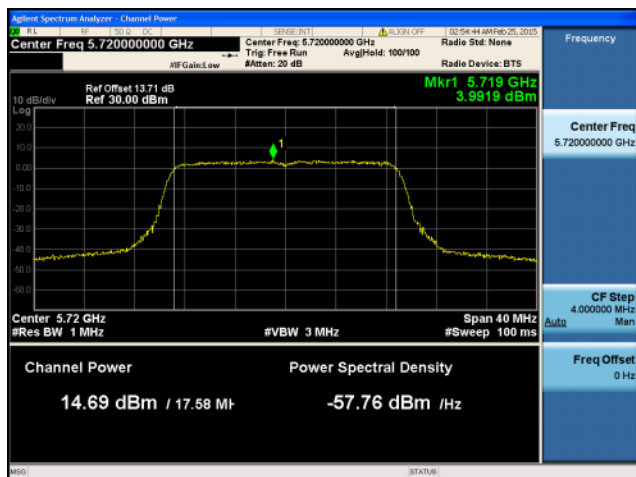 Agilent Spectrum Analyzer - Channel Power
RL RF 50 Ω DC SENSE:INT ALIGN OFF 02:54:44 AM Feb 25, 2015
Center Freq 5.720000000 GHz
Center Freq: 5.720000000 GHz
Radio Std: None
Trig: Free Run Avg|Hold: 100/100
#IFGain:Low #Atten: 20 dB Radio Device: BTS
Mkr1 5.719 GHz
3.9919 dBm
Ref Offset 13.71 dB
10 dB/div Ref 30.00 dBm
Log
20.0
1
10.0
0.00
-10.0
-20.0
-30.0
-40.0
-50.0
-60.0
Center 5.72 GHz Span 40 MHz
#Res BW 1 MHz #VBW 3 MHz #Sweep 100 ms
Channel Power Power Spectral Density
14.69 dBm / 17.58 MH -57.76 dBm /Hz
MSG STATUS
Frequency
Center Freq
5.720000000 GHz
CF Step
4.000000 MHz
Auto Man
Freq Offset
0 Hz